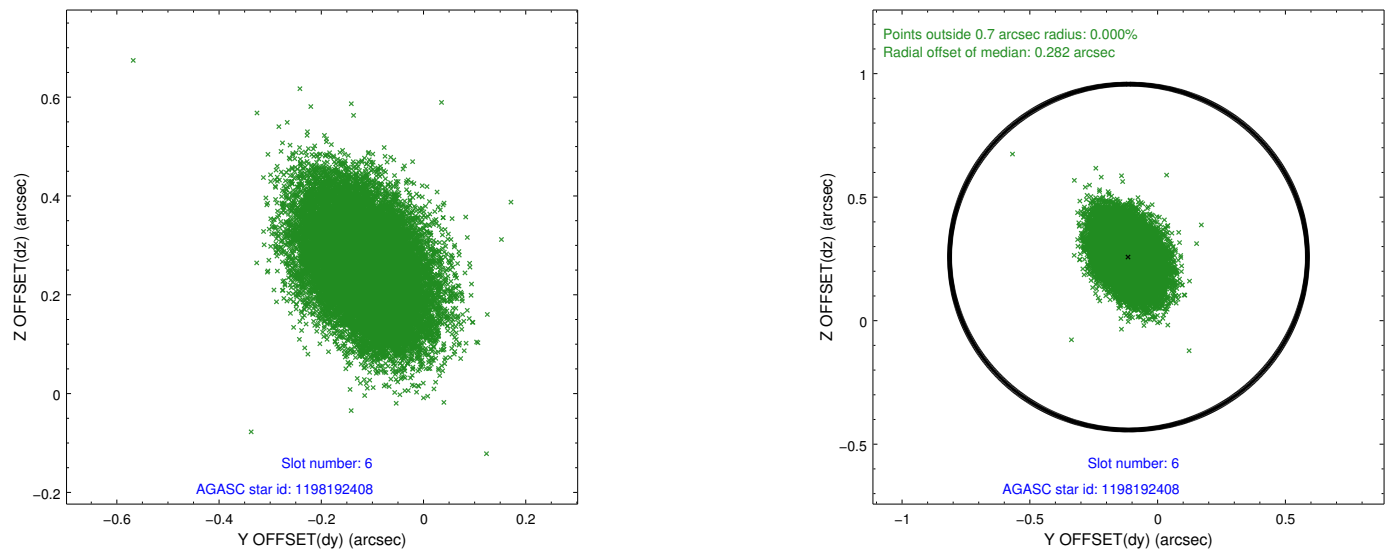 0.6
0.4
0.2
0
−0.2
Z OFFSET(dz) (arcsec)
Slot number: 6
AGASC star id: 1198192408
−0.6
−0.4
−0.2
0
0.2
Y OFFSET(dy) (arcsec)
Points outside 0.7 arcsec radius: 0.000%
Radial offset of median: 0.282 arcsec
1
0.5
0
−0.5
Z OFFSET(dz) (arcsec)
Slot number: 6
AGASC star id: 1198192408
−1
−0.5
0
0.5
Y OFFSET(dy) (arcsec)